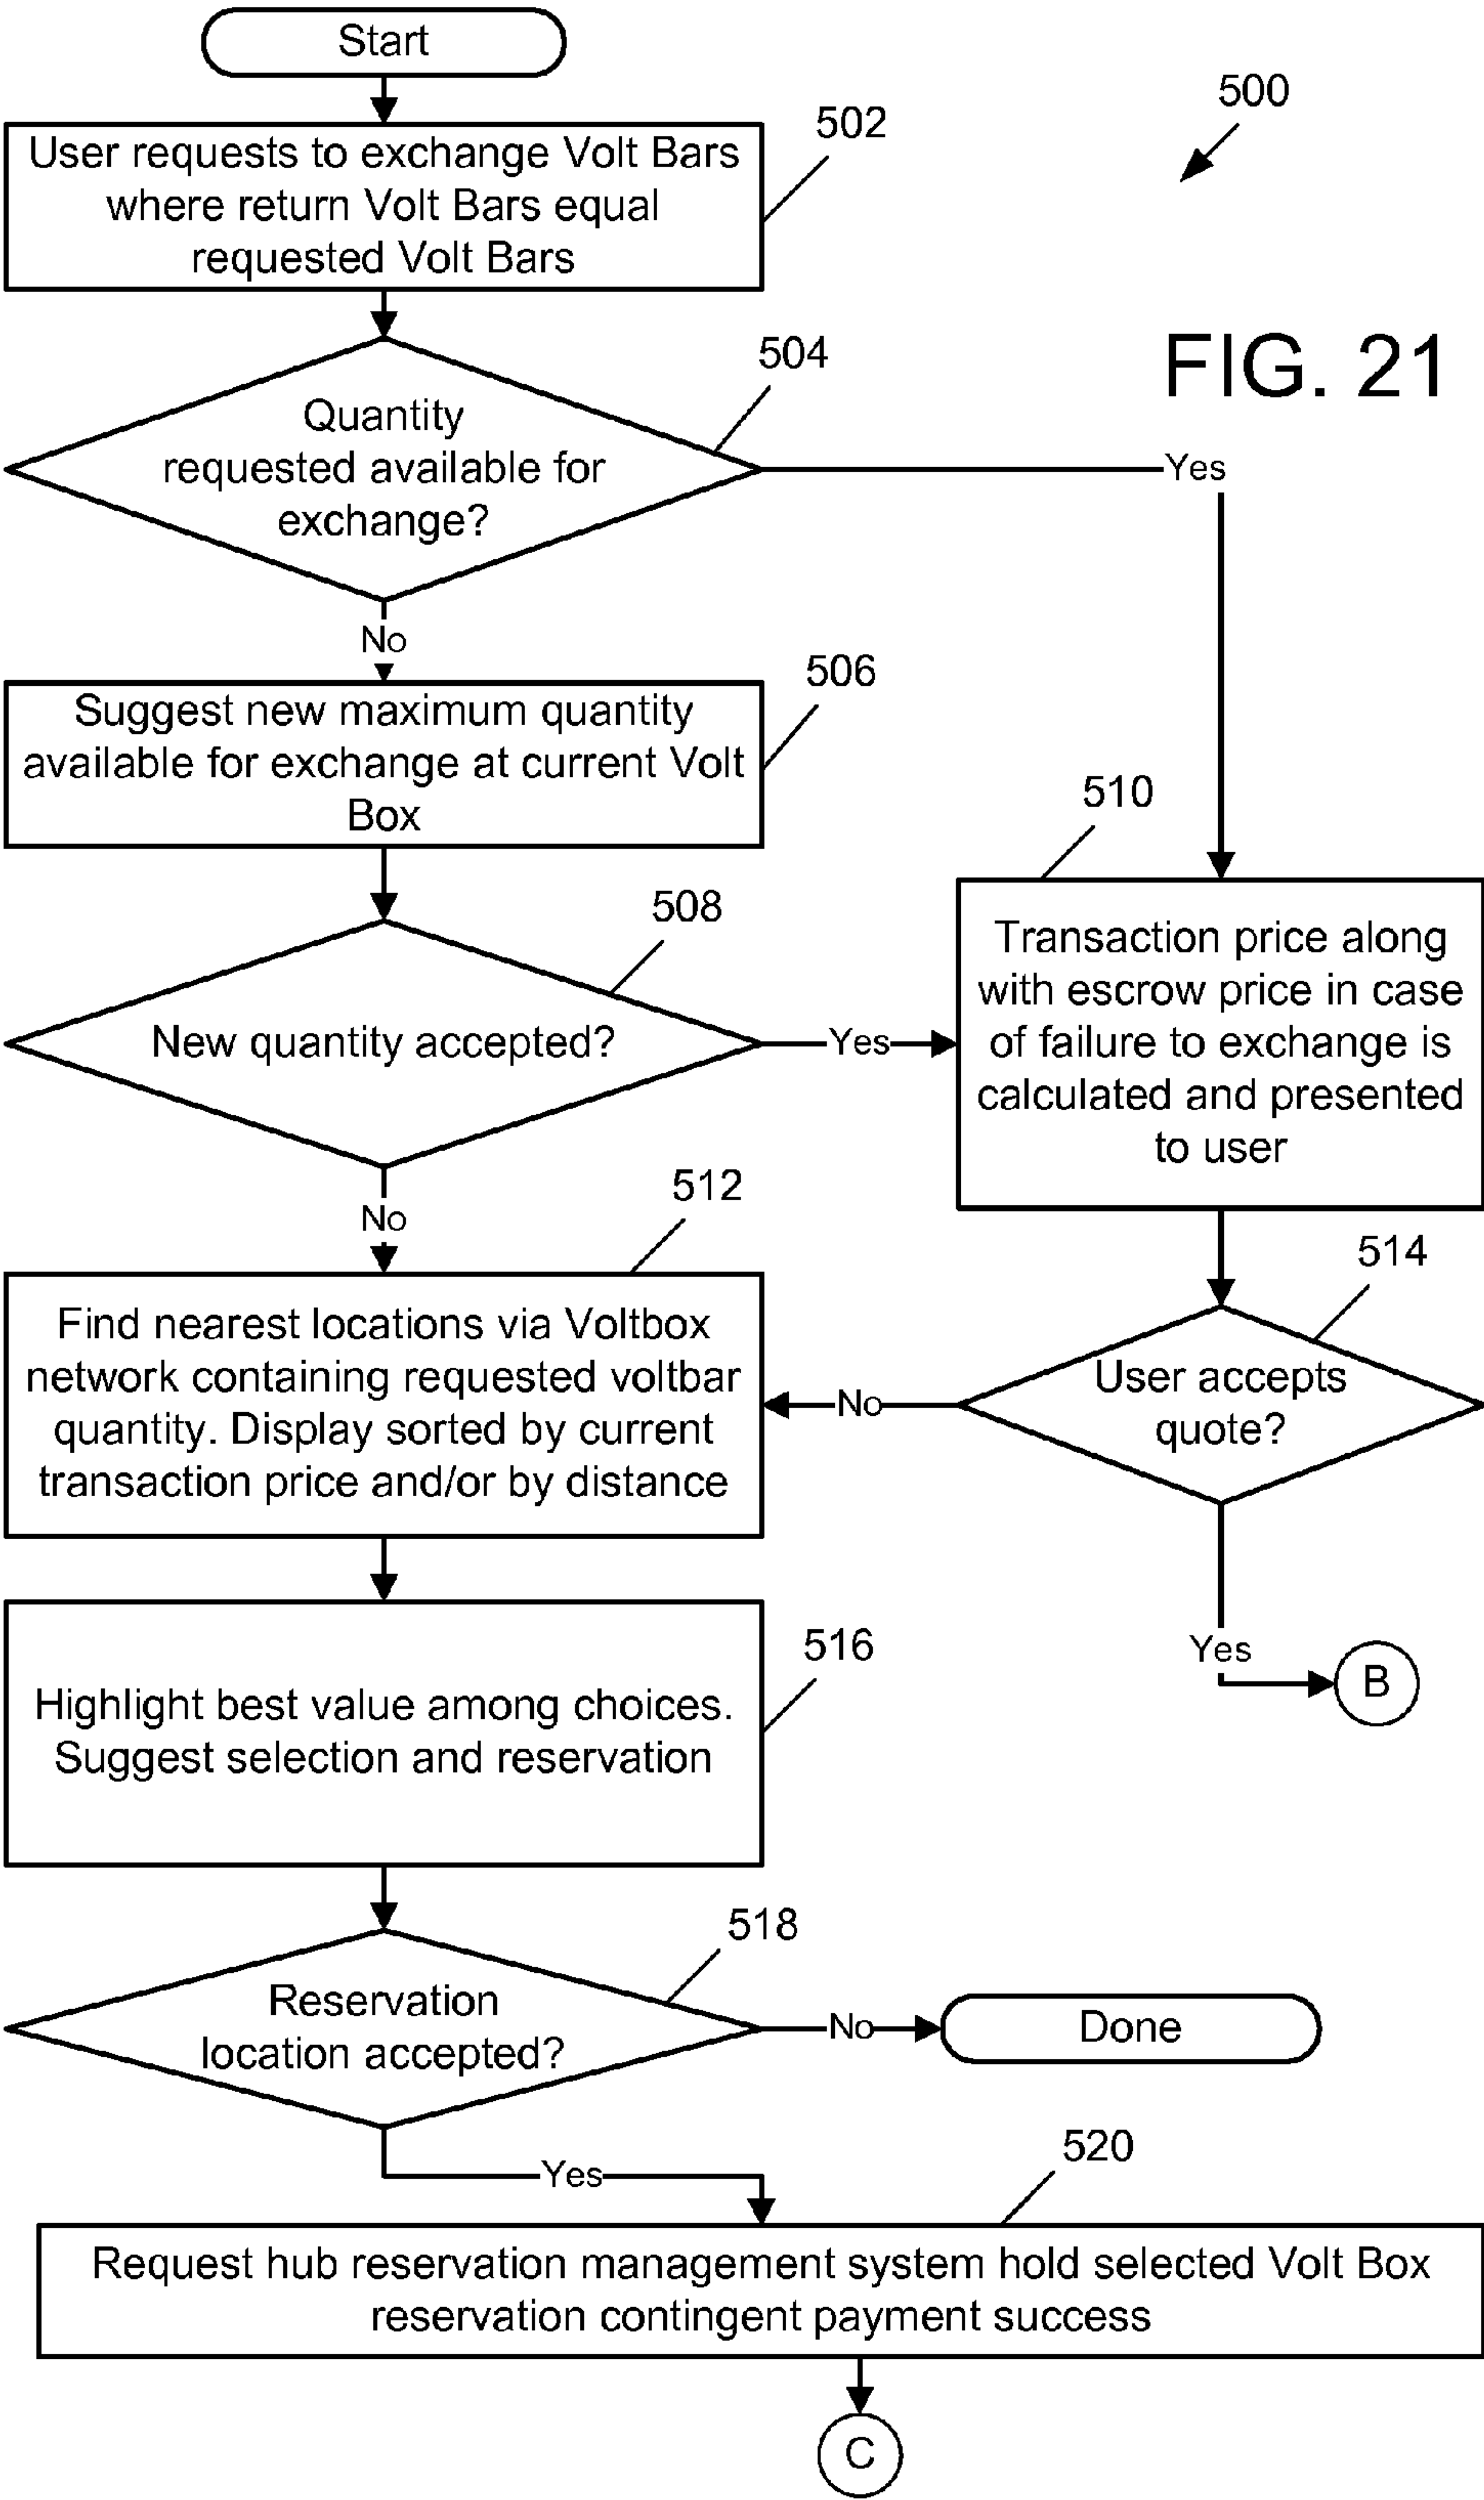 Start
500
502
User requests to exchange Volt Bars
where return Volt Bars equal
requested Volt Bars
FIG. 21
504
Quantity
requested available for
exchange?
Yes
No
506
Suggest new maximum quantity
available for exchange at current Volt
Box
510
Transaction price along
with escrow price in case
of failure to exchange is
calculated and presented
to user
508
New quantity accepted?
Yes
No
512
Find nearest locations via Voltbox
network containing requested voltbar
quantity. Display sorted by current
transaction price and/or by distance
514
User accepts
quote?
No
Yes
B
516
Highlight best value among choices.
Suggest selection and reservation
518
Reservation
location accepted?
No
Done
Yes
520
Request hub reservation management system hold selected Volt Box
reservation contingent payment success
C